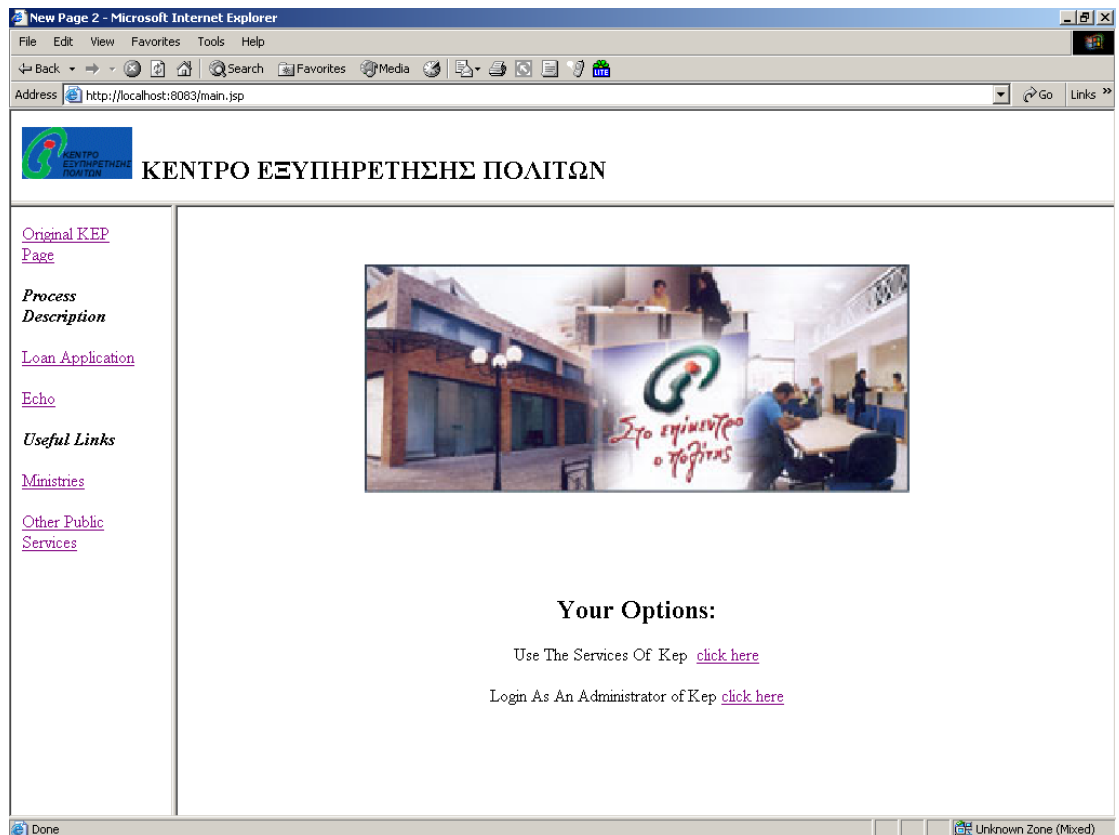 New Page 2 - Microsoft Internet Explorer
File Edit View Favorites Tools Help
Back Search Favorites Media LITE
Address http://localhost:8083/main.jsp Go Links »
ΚΕΝΤΡΟ
ΕΞΥΠΗΡΕΤΗΣΗΣ
ΠΟΛΙΤΩΝ
ΚΕΝΤΡΟ ΕΞΥΠΗΡΕΤΗΣΗΣ ΠΟΛΙΤΩΝ
Original KEP
Page
Process
Description
Loan Application
Echo
Useful Links
Ministries
Other Public
Services
Στο επίκεντρο
ο πολίτης
Your Options:
Use The Services Of Kep click here
Login As An Administrator of Kep click here
Done Unknown Zone (Mixed)